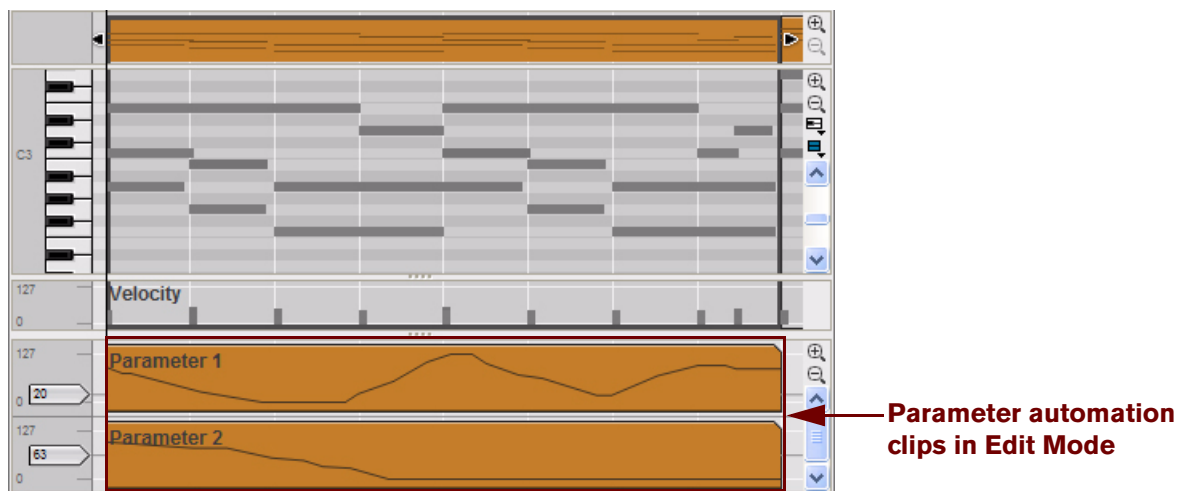 C3
127
Velocity
0
127
Parameter 1
20
0
127
Parameter 2
63
0
Parameter automation
clips in Edit Mode